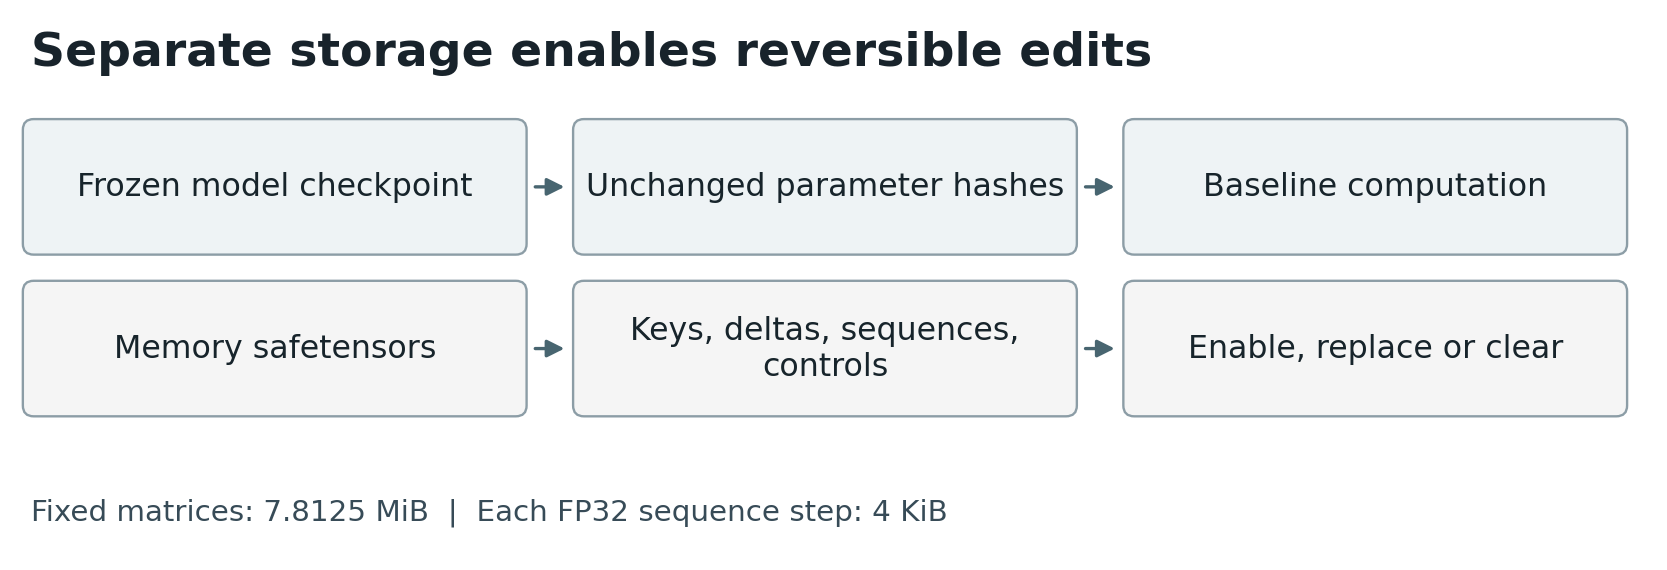 Separate storage enables reversible edits
Frozen model checkpoint
Unchanged parameter hashes
Baseline computation
Memory safetensors
Keys, deltas, sequences,
controls
Enable, replace or clear
Fixed matrices: 7.8125 MiB | Each FP32 sequence step: 4 KiB